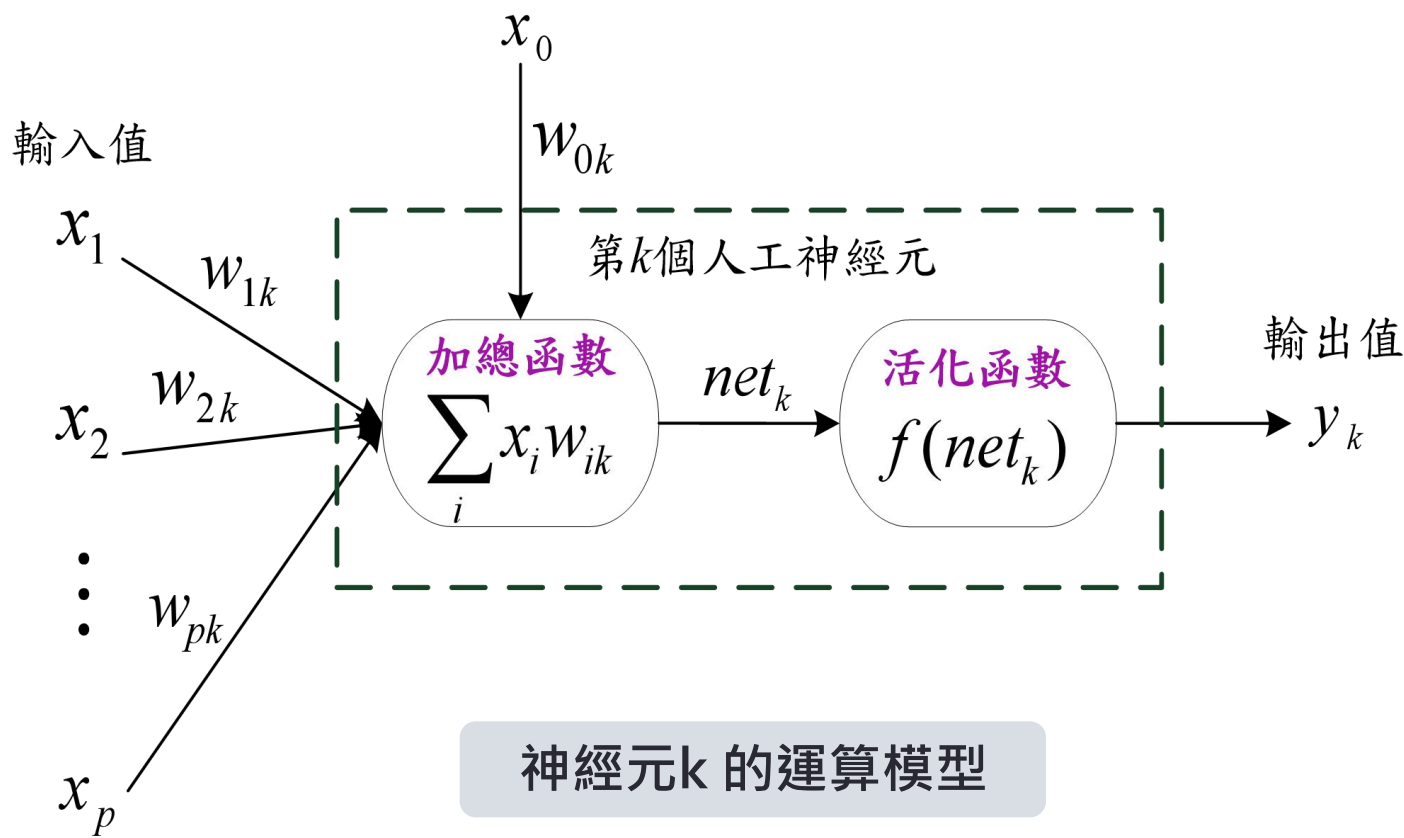 x₀
w₀ₖ
輸入值
x₁
w₁ₖ
第k個人工神經元
加總函數
∑ᵢ xᵢwᵢₖ
netₖ
活化函數
f(netₖ)
輸出值
yₖ
x₂
w₂ₖ
⋮
wₚₖ
xₚ
神經元k 的運算模型